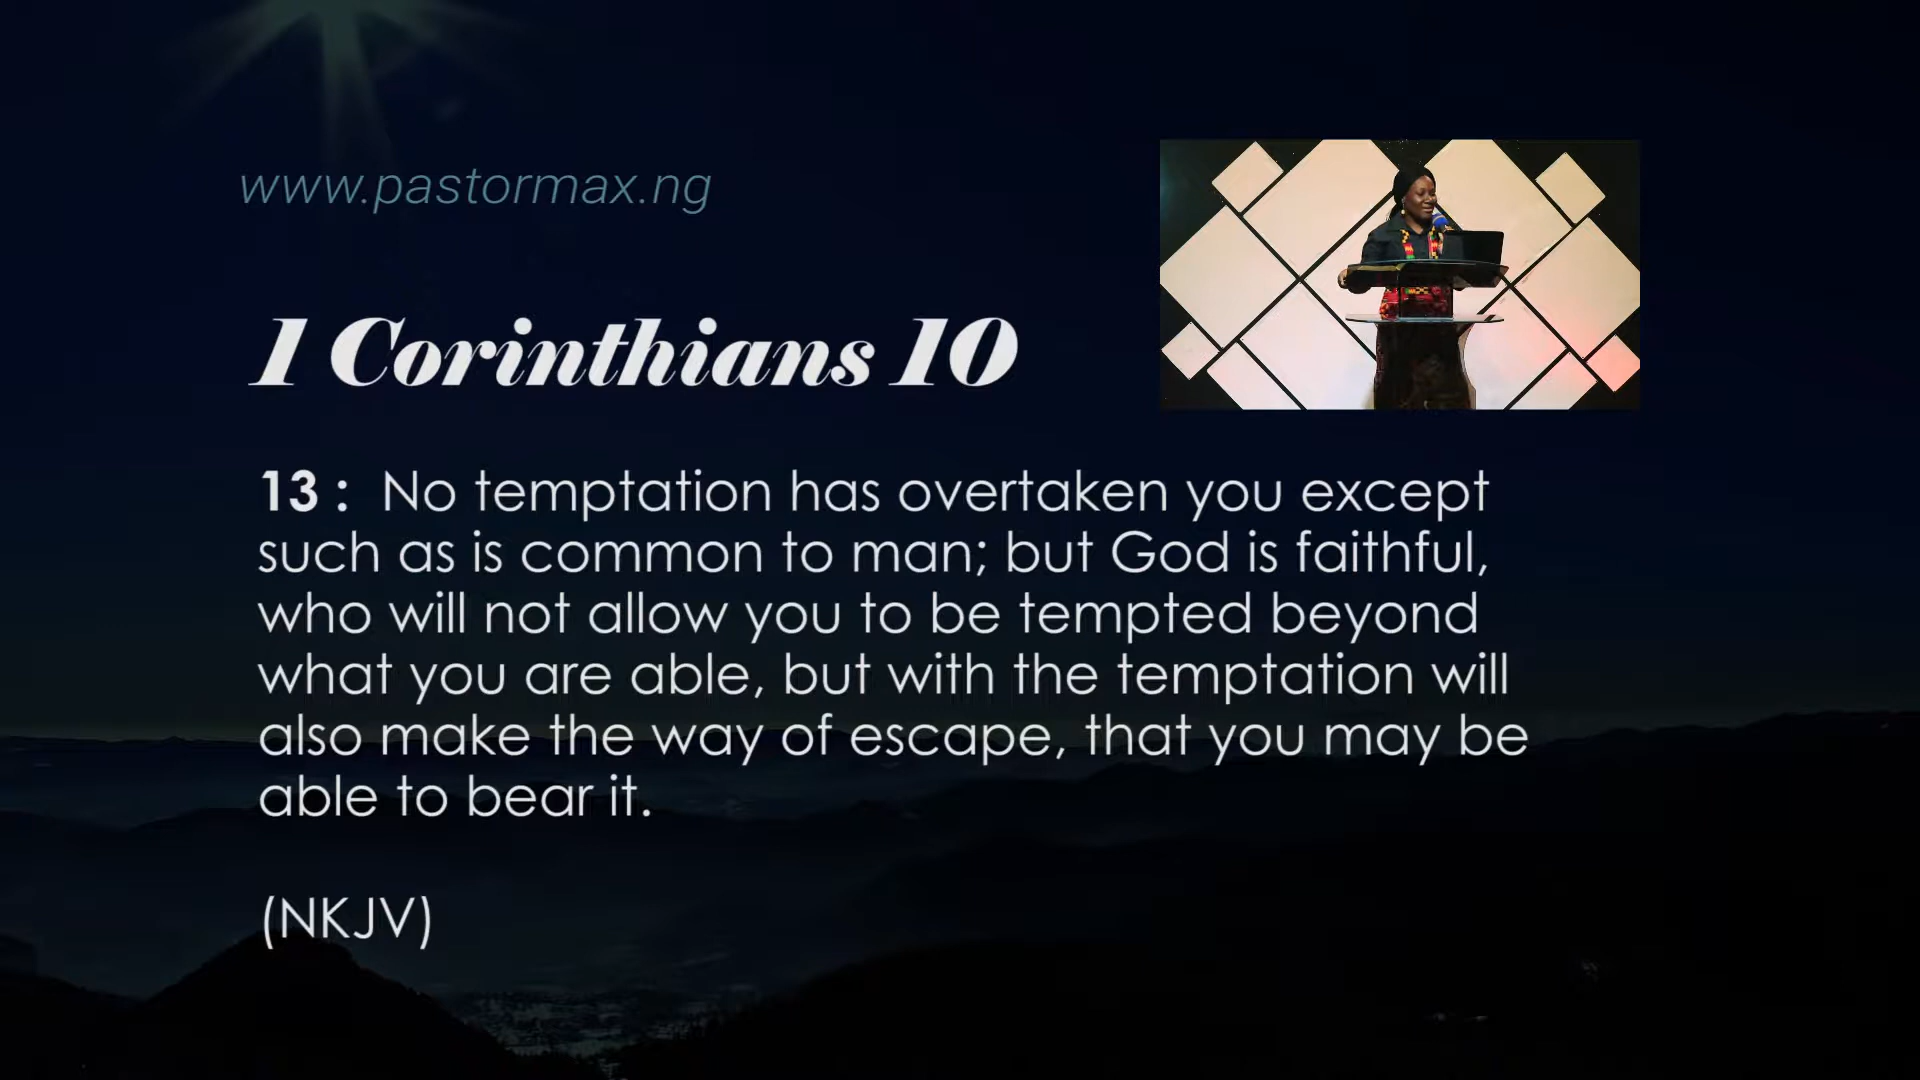 www.pastormax.ng
1 Corinthians 10
13 : No temptation has overtaken you except
such as is common to man; but God is faithful,
who will not allow you to be tempted beyond
what you are able, but with the temptation will
also make the way of escape, that you may be
able to bear it.
(NKJV)